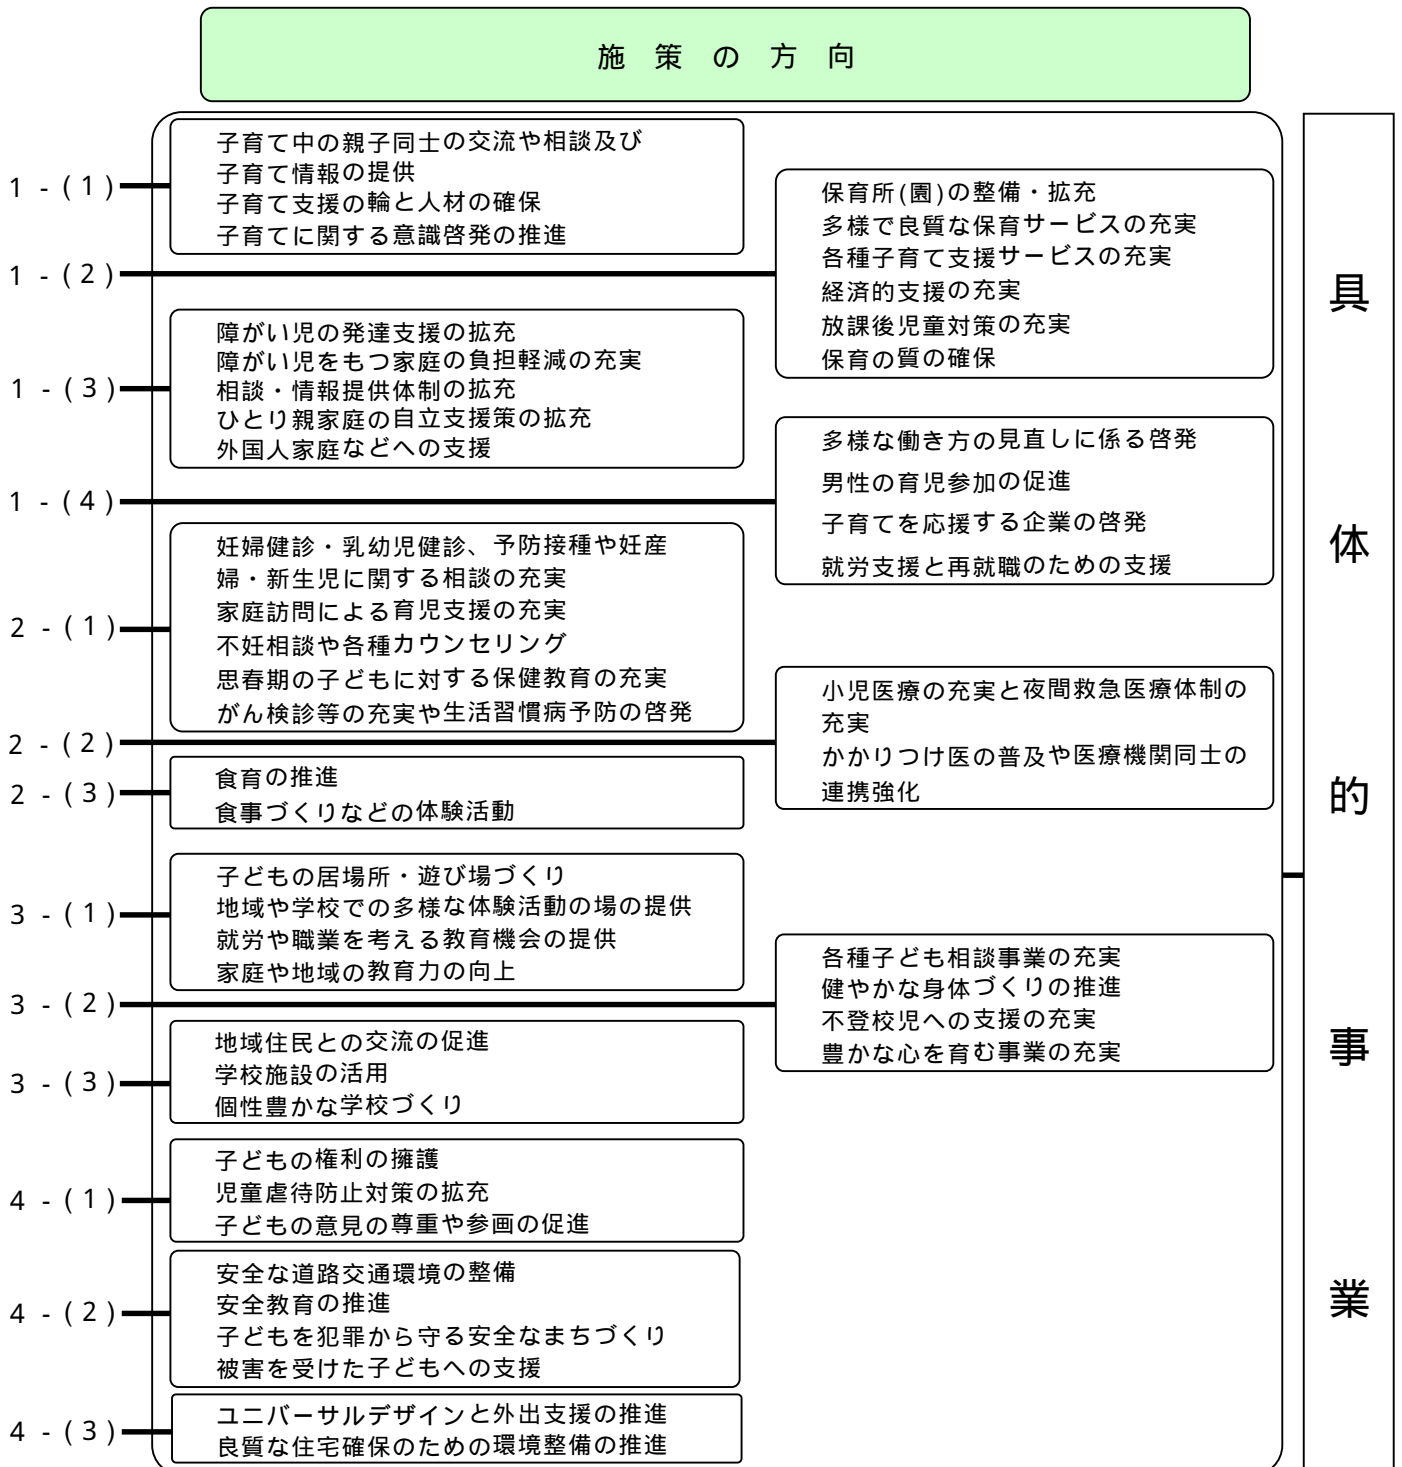 施策の方向
1-(1)
子育て中の親子同士の交流や相談及び
子育て情報の提供
子育て支援の輪と人材の確保
子育てに関する意識啓発の推進
1-(2)
保育所(園)の整備・拡充
多様で良質な保育サービスの充実
各種子育て支援サービスの充実
経済的支援の充実
放課後児童対策の充実
保育の質の確保
1-(3)
障がい児の発達支援の拡充
障がい児をもつ家庭の負担軽減の充実
相談・情報提供体制の拡充
ひとり親家庭の自立支援策の拡充
外国人家庭などへの支援
1-(4)
多様な働き方の見直しに係る啓発
男性の育児参加の促進
子育てを応援する企業の啓発
就労支援と再就職のための支援
2-(1)
妊婦健診・乳幼児健診、予防接種や妊産
婦・新生児に関する相談の充実
家庭訪問による育児支援の充実
不妊相談や各種カウンセリング
思春期の子どもに対する保健教育の充実
がん検診等の充実や生活習慣病予防の啓発
2-(2)
小児医療の充実と夜間救急医療体制の
充実
かかりつけ医の普及や医療機関同士の
連携強化
2-(3)
食育の推進
食事づくりなどの体験活動
3-(1)
子どもの居場所・遊び場づくり
地域や学校での多様な体験活動の場の提供
就労や職業を考える教育機会の提供
家庭や地域の教育力の向上
3-(2)
各種子ども相談事業の充実
健やかな身体づくりの推進
不登校児への支援の充実
豊かな心を育む事業の充実
3-(3)
地域住民との交流の促進
学校施設の活用
個性豊かな学校づくり
4-(1)
子どもの権利の擁護
児童虐待防止対策の拡充
子どもの意見の尊重や参画の促進
4-(2)
安全な道路交通環境の整備
安全教育の推進
子どもを犯罪から守る安全なまちづくり
被害を受けた子どもへの支援
4-(3)
ユニバーサルデザインと外出支援の推進
良質な住宅確保のための環境整備の推進
具体的事業